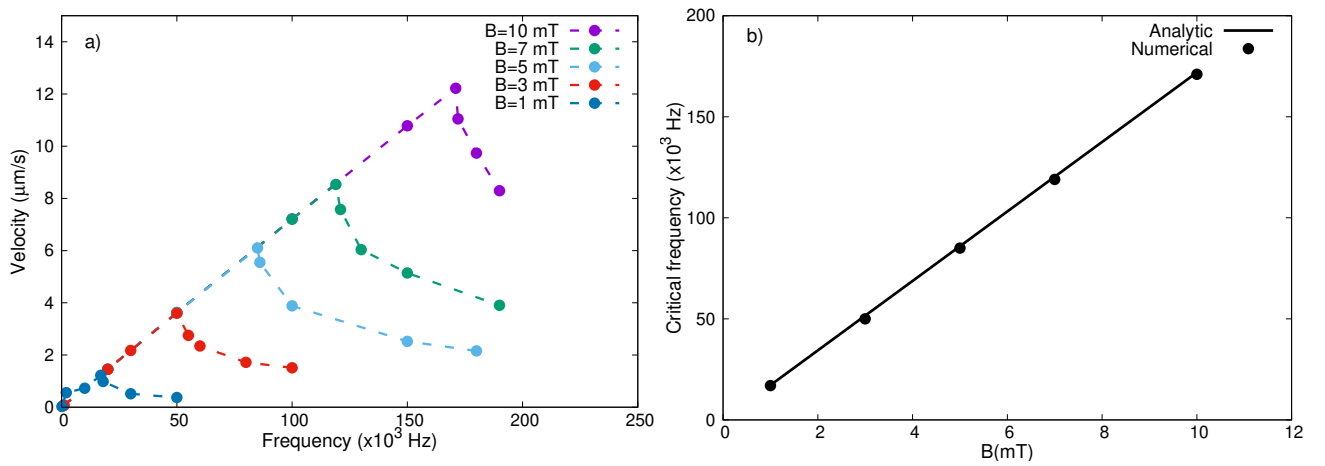 a)
B=10 mT
B=7 mT
B=5 mT
B=3 mT
B=1 mT
14
12
10
8
6
4
2
0
Velocity (μm/s)
0 50 100 150 200 250
Frequency (x10³ Hz)
b)
Analytic
Numerical
200
150
100
50
0
Critical frequency (x10³ Hz)
0 2 4 6 8 10 12
B(mT)